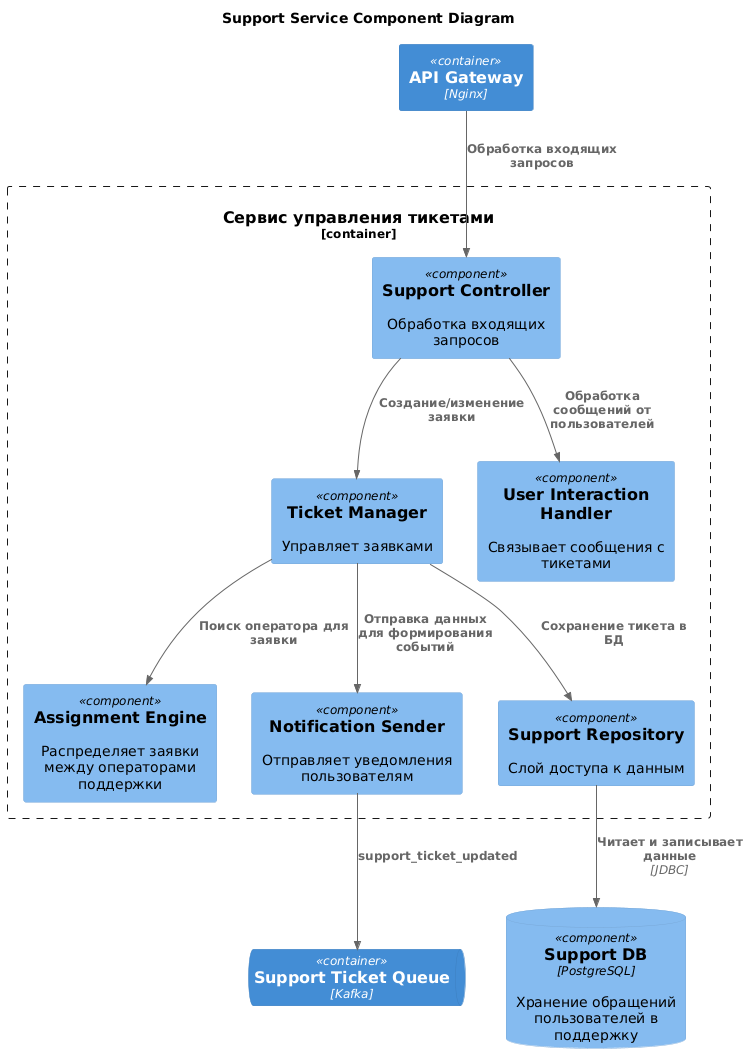 Support Service Component Diagram
«container»
API Gateway
[Nginx]
Обработка входящих
запросов
Сервис управления тикетами
[container]
«component»
Support Controller
Обработка входящих
запросов
Создание/изменение
заявки
Обработка
сообщений от
пользователей
«component»
Ticket Manager
Управляет заявками
«component»
User Interaction
Handler
Связывает сообщения с
тикетами
Поиск оператора для
заявки
Отправка данных
для формирования
событий
Сохранение тикета в
БД
«component»
Assignment Engine
Распределяет заявки
между операторами
поддержки
«component»
Notification Sender
Отправляет уведомления
пользователям
«component»
Support Repository
Слой доступа к данным
support_ticket_updated
Читает и записывает
данные
[JDBC]
«container»
Support Ticket Queue
[Kafka]
«component»
Support DB
[PostgreSQL]
Хранение обращений
пользователей в
поддержку